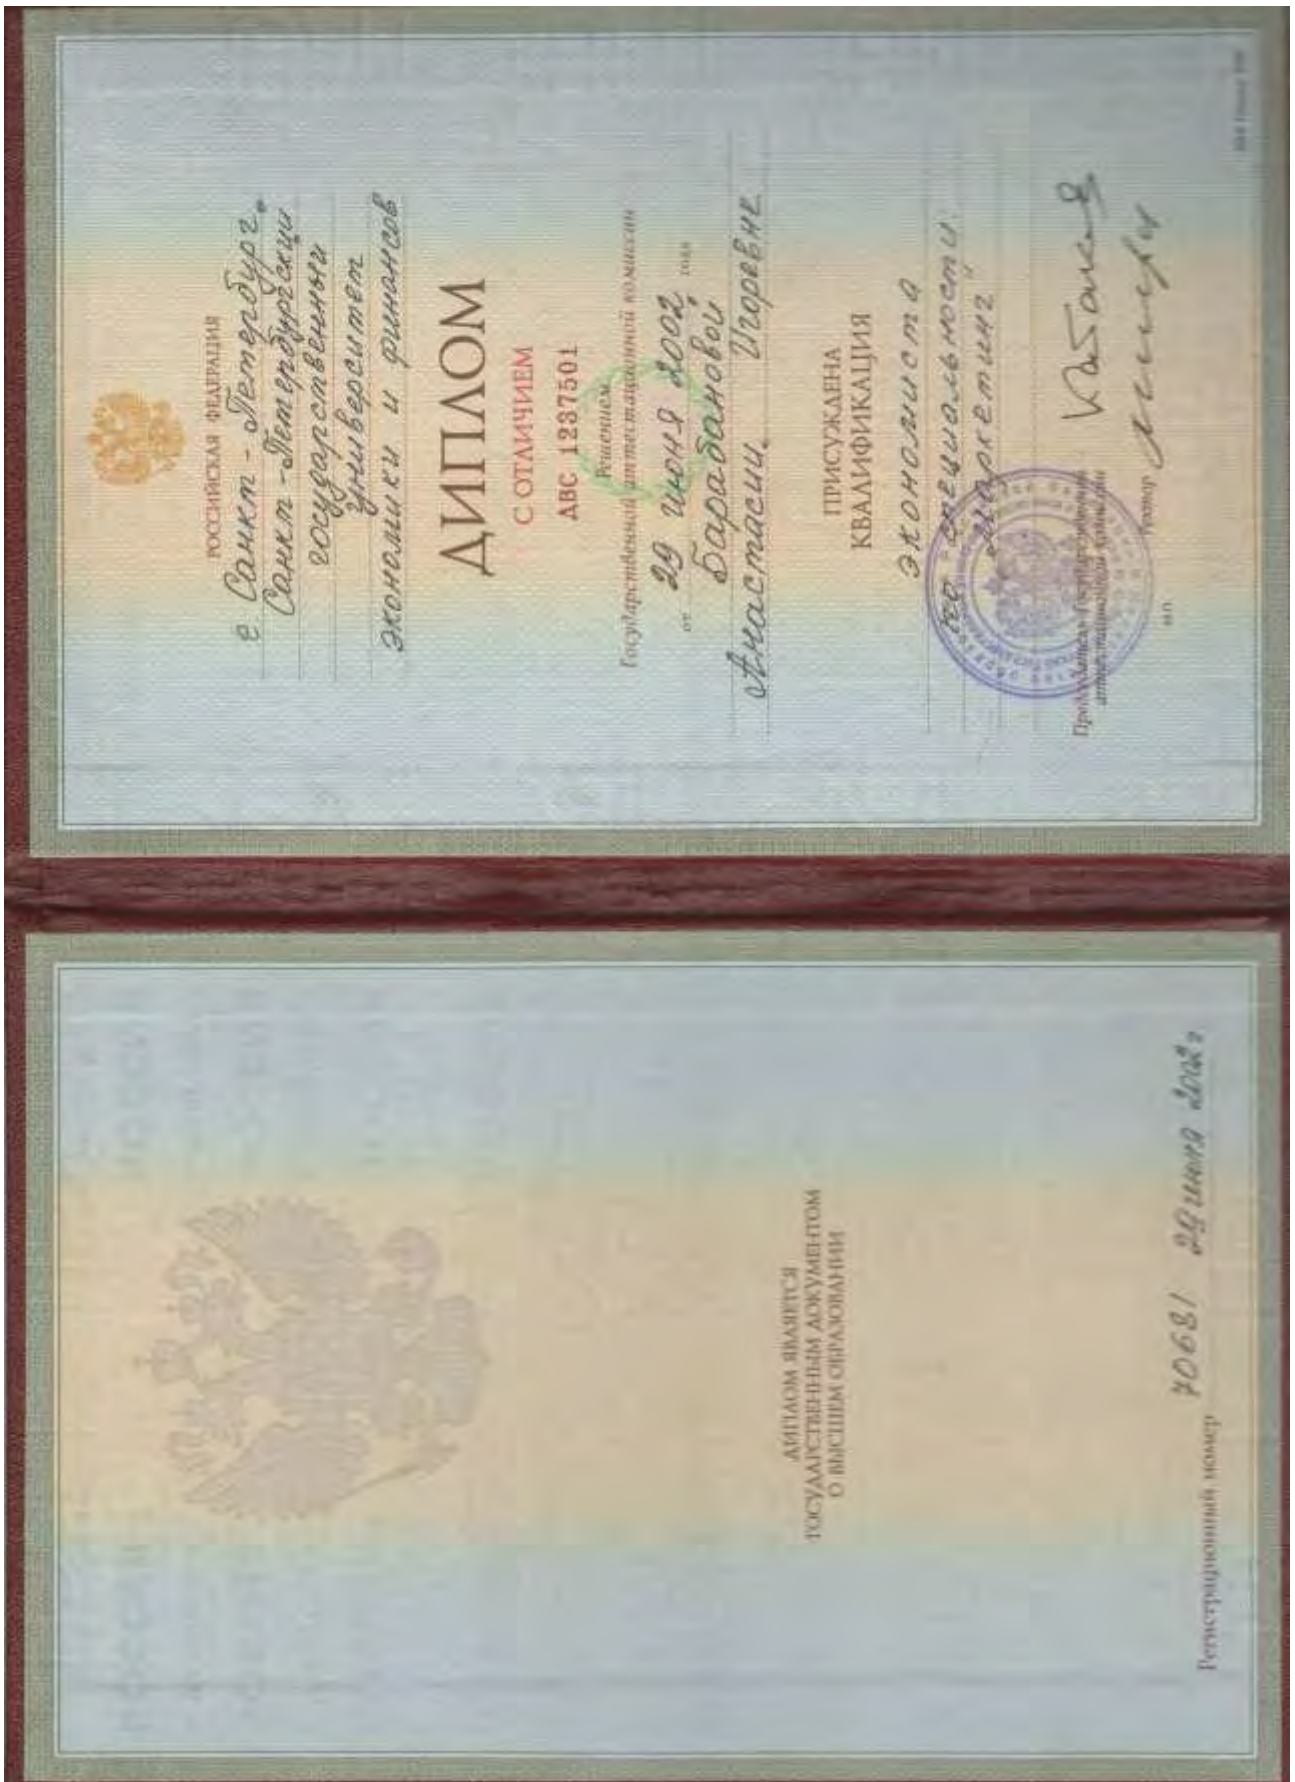 ДИПЛОМ ЯВЛЯЕТСЯ
ГОСУДАРСТВЕННЫМ ДОКУМЕНТОМ
О ВЫСШЕМ ОБРАЗОВАНИИ
Регистрационный номер 70681 29 июня 2002 г
РОССИЙСКАЯ ФЕДЕРАЦИЯ
г Санкт-Петербург.
Санкт-Петербургский
государственный
университет
экономики и финансов
ДИПЛОМ
С ОТЛИЧИЕМ
АВС 1237501
Решением
Государственной аттестационной комиссии
от 29 июня 2002 года
Барабановой
Анастасии Игоревне
ПРИСУЖДЕНА
КВАЛИФИКАЦИЯ
экономиста
по специальности
„маркетинг"
Председатель Государственной
аттестационной комиссии
Ректор
М.П.